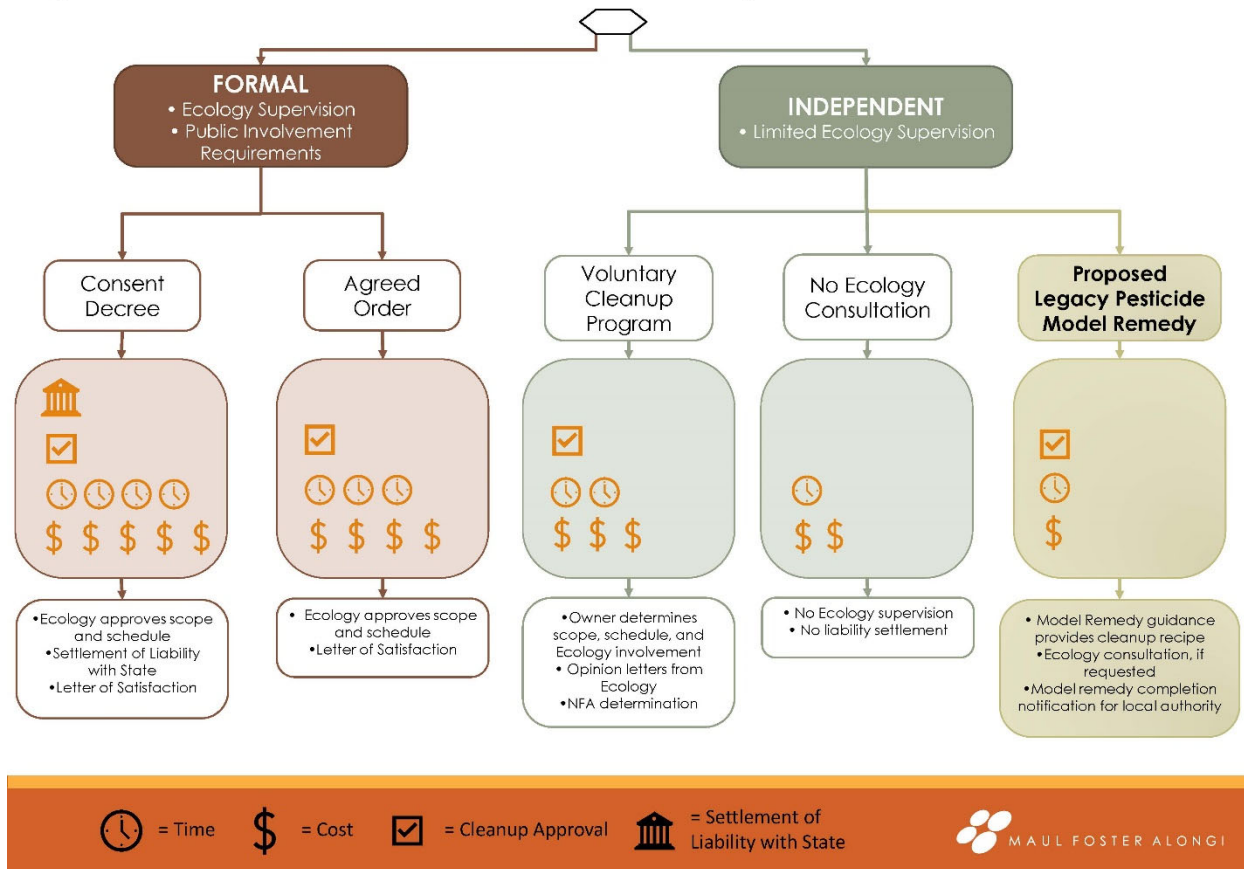 FORMAL
• Ecology Supervision
• Public Involvement
Requirements
INDEPENDENT
• Limited Ecology Supervision
Consent
Decree
Agreed
Order
Voluntary
Cleanup
Program
No Ecology
Consultation
Proposed
Legacy Pesticide
Model Remedy
$ $ $ $ $
$ $ $ $
$ $ $
$ $
$
•Ecology approves scope
and schedule
•Settlement of Liability
with State
•Letter of Satisfaction
• Ecology approves scope
and schedule
•Letter of Satisfaction
• Owner determines
scope, schedule, and
Ecology involvement
• Opinion letters from
Ecology
•NFA determination
•No Ecology supervision
• No liability settlement
• Model Remedy guidance
provides cleanup recipe
•Ecology consultation, if
requested
•Model remedy completion
notification for local authority
= Time
$ = Cost
= Cleanup Approval
= Settlement of
Liability with State
MAUL FOSTER ALONGI